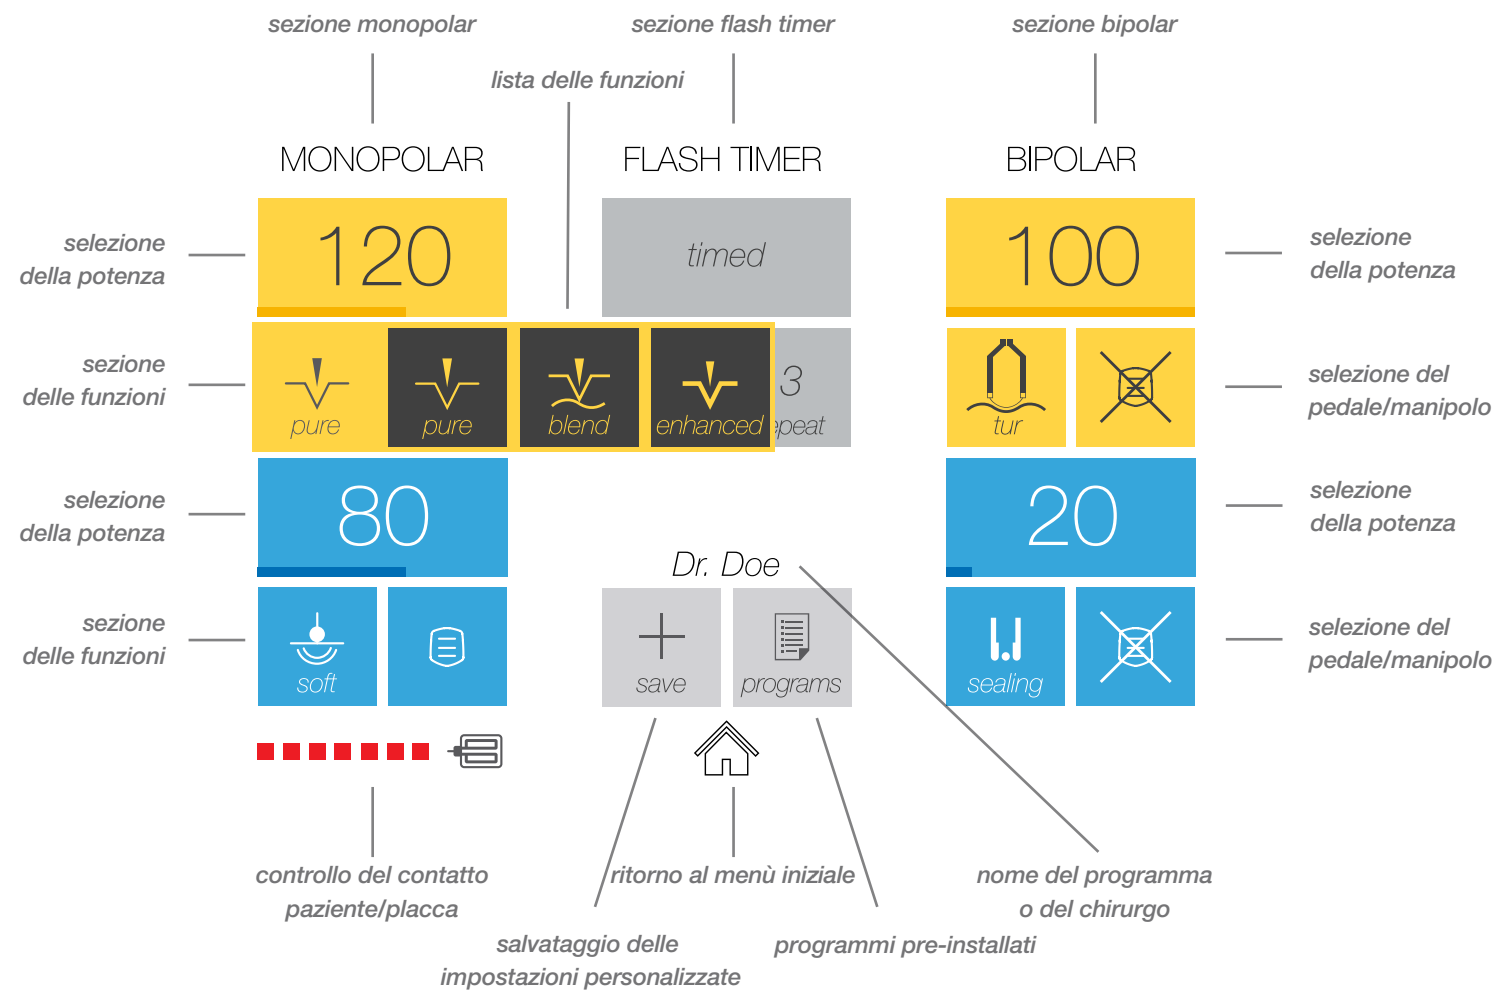 sezione monopolar
sezione flash timer
sezione bipolar
lista delle funzioni
MONOPOLAR
FLASH TIMER
BIPOLAR
selezione
della potenza
120
timed
100
selezione
della potenza
sezione
delle funzioni
pure
pure
blend
enhanced
3
epeat
tur
selezione del
pedale/manipolo
selezione
della potenza
80
20
selezione
della potenza
Dr. Doe
sezione
delle funzioni
soft
save
programs
sealing
selezione del
pedale/manipolo
controllo del contatto
paziente/placca
ritorno al menù iniziale
nome del programma
o del chirurgo
salvataggio delle
impostazioni personalizzate
programmi pre-installati